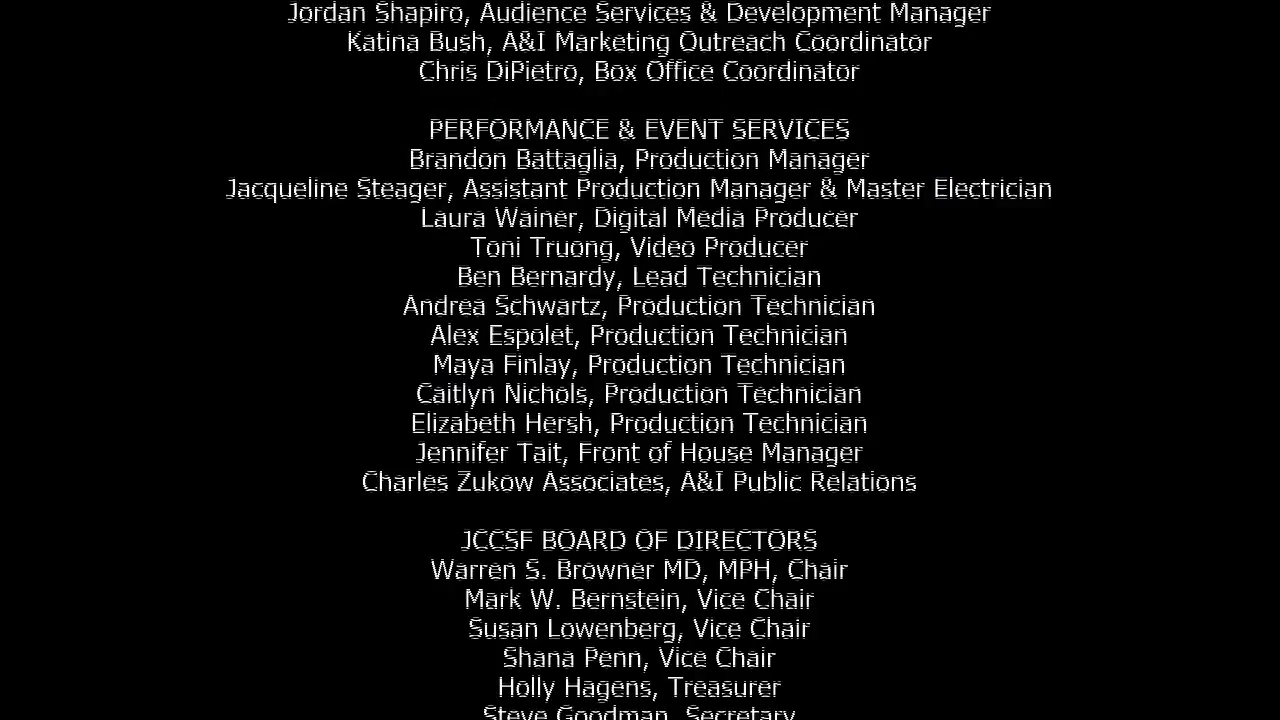 Jordan Shapiro, Audience Services & Development Manager
Katina Bush, A&I Marketing Outreach Coordinator
Chris DiPietro, Box Office Coordinator
PERFORMANCE & EVENT SERVICES
Brandon Battaglia, Production Manager
Jacqueline Steager, Assistant Production Manager & Master Electrician
Laura Wainer, Digital Media Producer
Toni Truong, Video Producer
Ben Bernardy, Lead Technician
Andrea Schwartz, Production Technician
Alex Espolet, Production Technician
Maya Finlay, Production Technician
Caitlyn Nichols, Production Technician
Elizabeth Hersh, Production Technician
Jennifer Tait, Front of House Manager
Charles Zukow Associates, A&I Public Relations
JCCSF BOARD OF DIRECTORS
Warren S. Browner MD, MPH, Chair
Mark W. Bernstein, Vice Chair
Susan Lowenberg, Vice Chair
Shana Penn, Vice Chair
Holly Hagens, Treasurer
Steve Goodman, Secretary